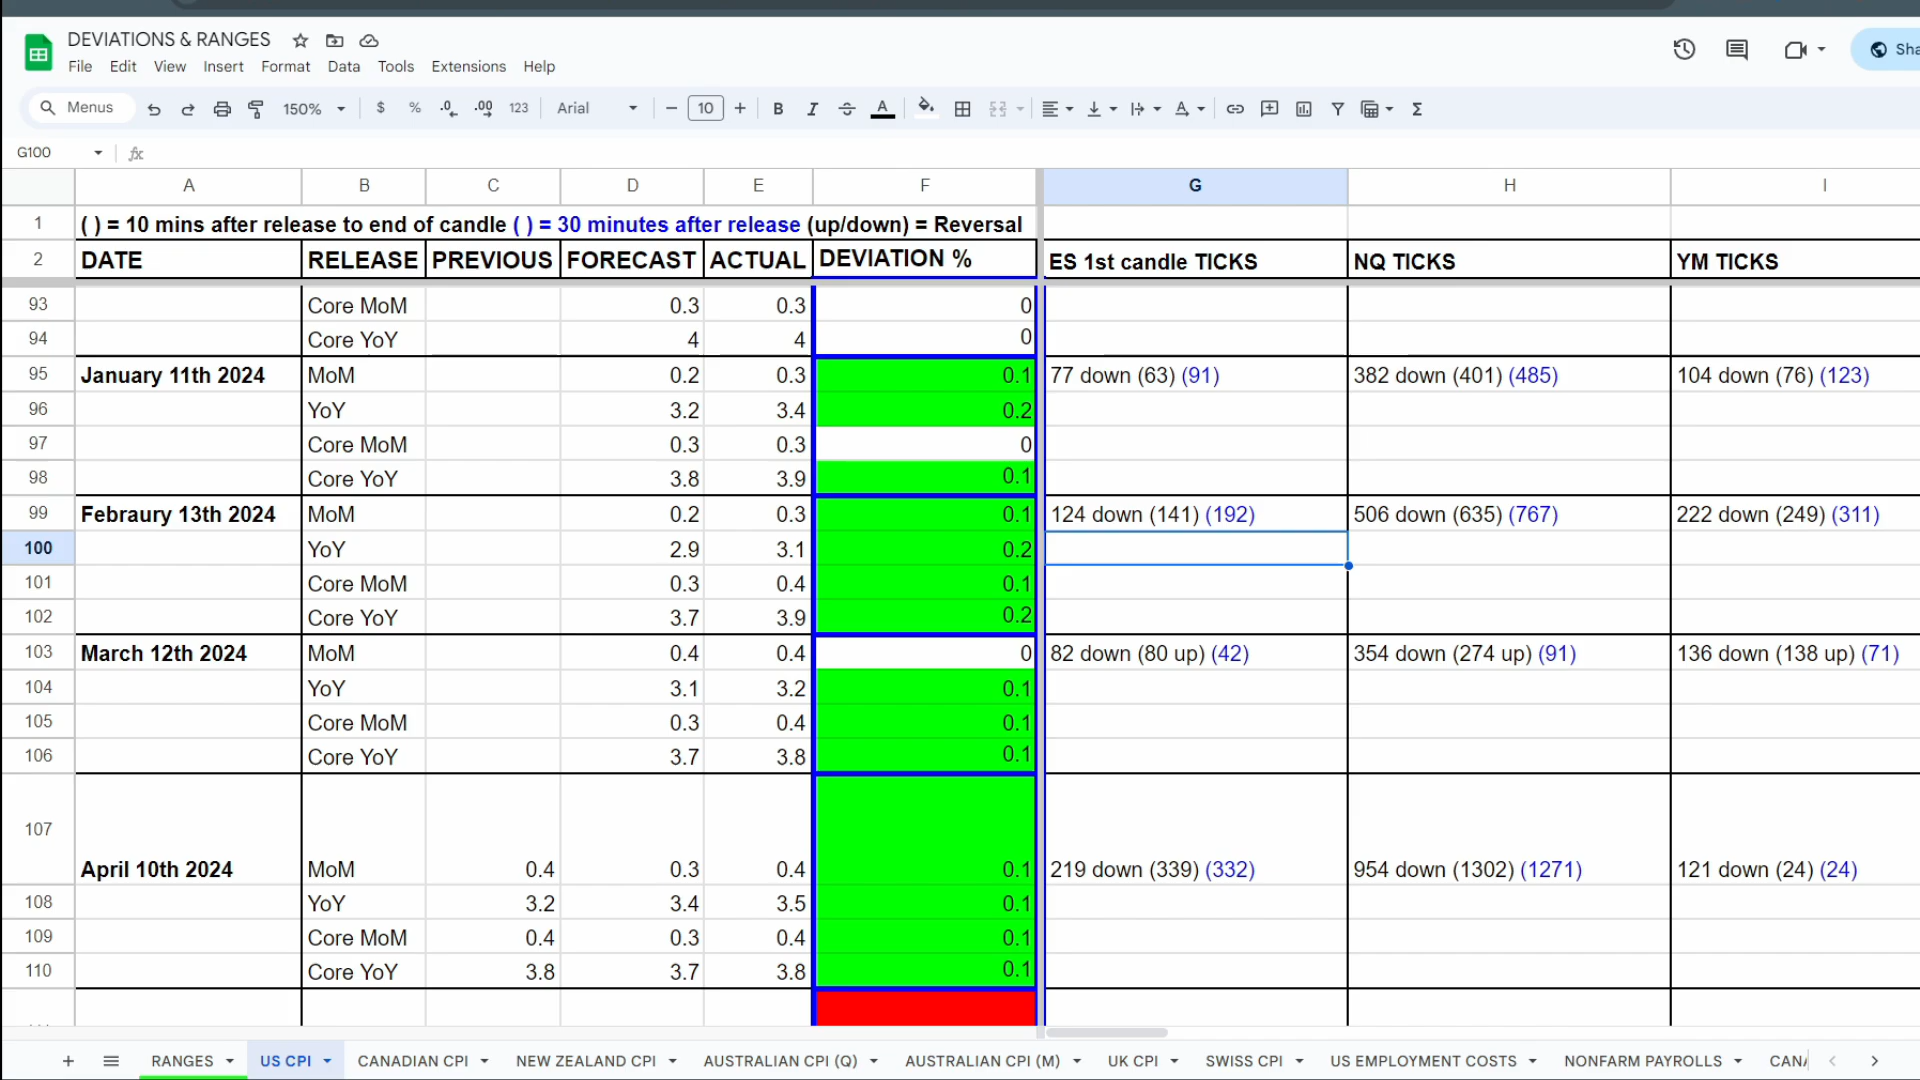 DEVIATIONS & RANGES
File Edit View Insert Format Data Tools Extensions Help
Sha
Menus 150% $ % .0 .00 123 Arial 10 B I A A Σ
G100 fx
A B C D E F G H I
1 ( ) = 10 mins after release to end of candle ( ) = 30 minutes after release (up/down) = Reversal
2 DATE RELEASE PREVIOUS FORECAST ACTUAL DEVIATION % ES 1st candle TICKS NQ TICKS YM TICKS
93 Core MoM 0.3 0.3 0
94 Core YoY 4 4 0
95 January 11th 2024 MoM 0.2 0.3 0.1 77 down (63) (91) 382 down (401) (485) 104 down (76) (123)
96 YoY 3.2 3.4 0.2
97 Core MoM 0.3 0.3 0
98 Core YoY 3.8 3.9 0.1
99 Febraury 13th 2024 MoM 0.2 0.3 0.1 124 down (141) (192) 506 down (635) (767) 222 down (249) (311)
100 YoY 2.9 3.1 0.2
101 Core MoM 0.3 0.4 0.1
102 Core YoY 3.7 3.9 0.2
103 March 12th 2024 MoM 0.4 0.4 0 82 down (80 up) (42) 354 down (274 up) (91) 136 down (138 up) (71)
104 YoY 3.1 3.2 0.1
105 Core MoM 0.3 0.4 0.1
106 Core YoY 3.7 3.8 0.1
107 April 10th 2024 MoM 0.4 0.3 0.4 0.1 219 down (339) (332) 954 down (1302) (1271) 121 down (24) (24)
108 YoY 3.2 3.4 3.5 0.1
109 Core MoM 0.4 0.3 0.4 0.1
110 Core YoY 3.8 3.7 3.8 0.1
RANGES US CPI CANADIAN CPI NEW ZEALAND CPI AUSTRALIAN CPI (Q) AUSTRALIAN CPI (M) UK CPI SWISS CPI US EMPLOYMENT COSTS NONFARM PAYROLLS CANA